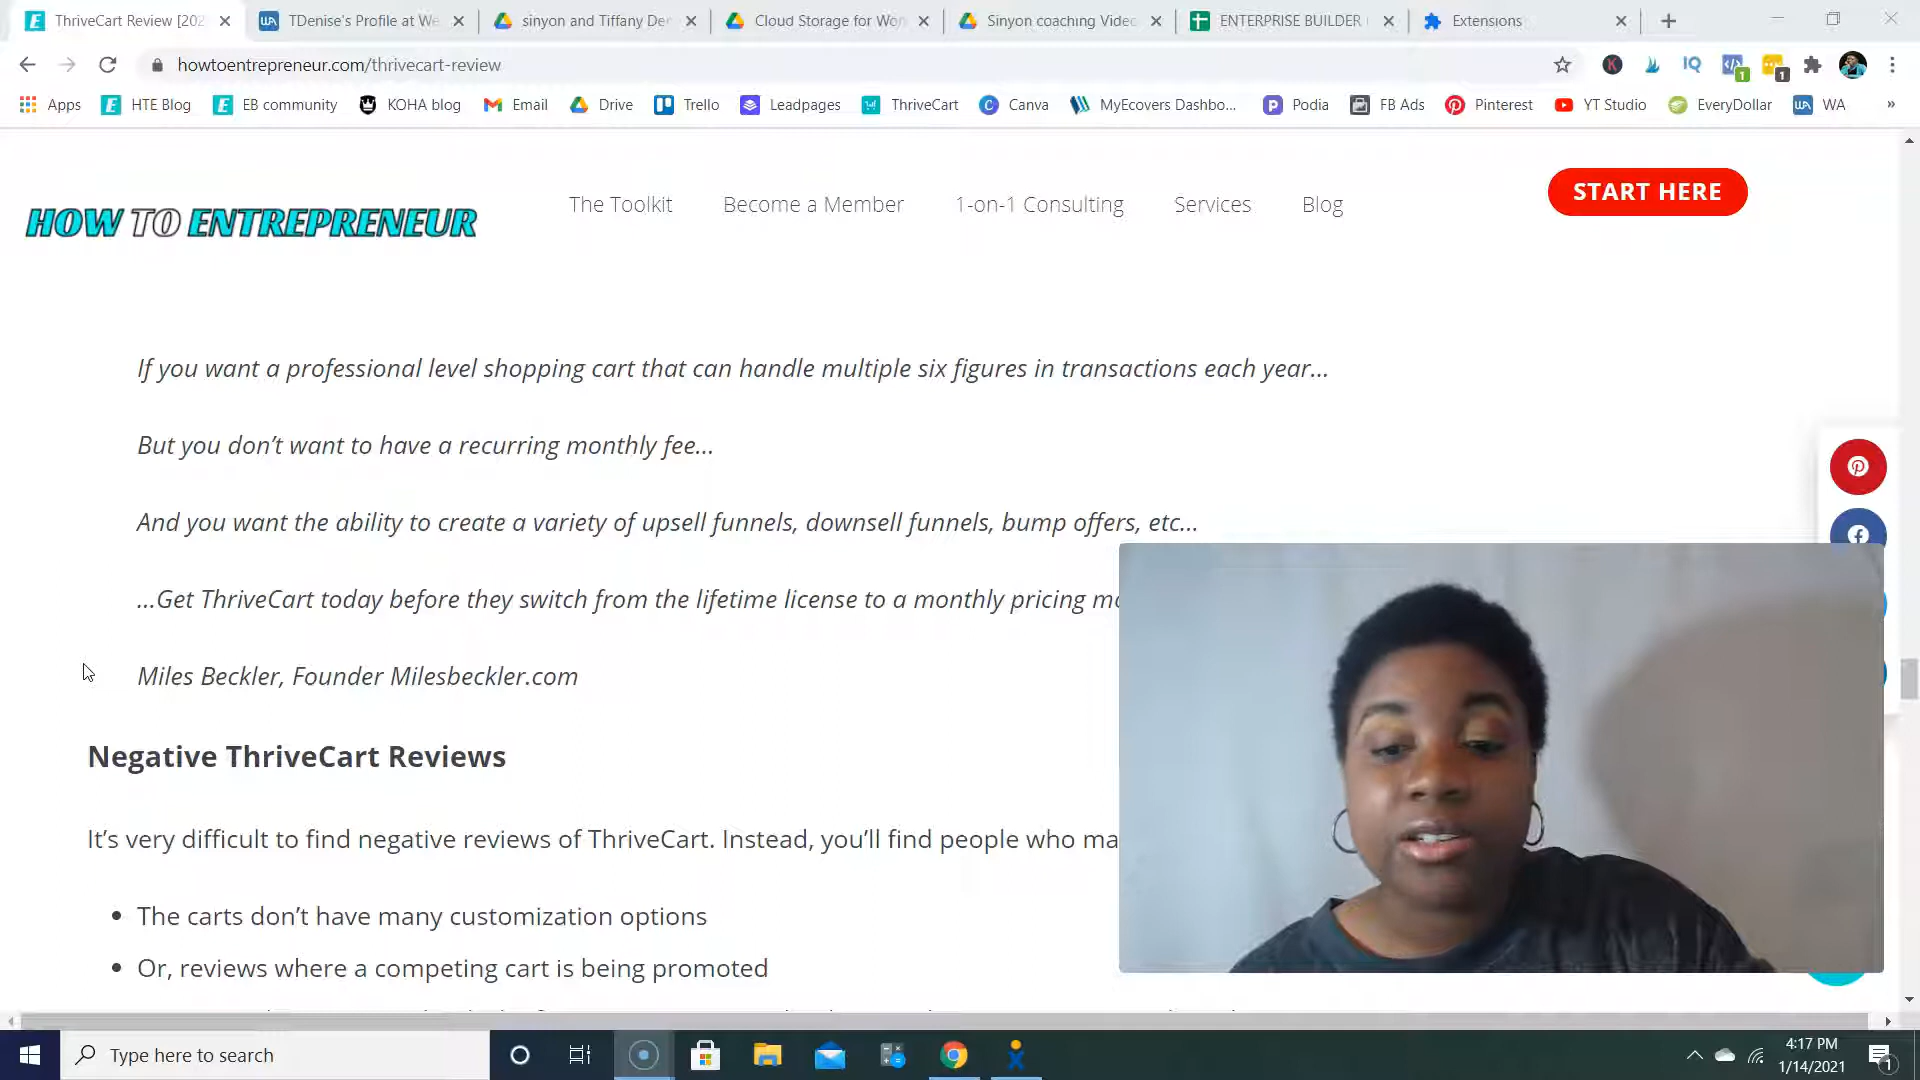 ThriveCart Review [202
TDenise's Profile at We
sinyon and Tiffany Der
Cloud Storage for Wor
Sinyon coaching Vide
ENTERPRISE BUILDER
Extensions
howtoentrepreneur.com/thrivecart-review
IQ
1
1
Apps
HTE Blog
EB community
KOHA blog
Email
Drive
Trello
Leadpages
ThriveCart
Canva
MyEcovers Dashbo...
Podia
FB Ads
Pinterest
YT Studio
EveryDollar
WA
»
HOW TO ENTREPRENEUR
The Toolkit
Become a Member
1-on-1 Consulting
Services
Blog
START HERE
If you want a professional level shopping cart that can handle multiple six figures in transactions each year...
But you don't want to have a recurring monthly fee...
And you want the ability to create a variety of upsell funnels, downsell funnels, bump offers, etc...
...Get ThriveCart today before they switch from the lifetime license to a monthly pricing mo
Miles Beckler, Founder Milesbeckler.com
Negative ThriveCart Reviews
It's very difficult to find negative reviews of ThriveCart. Instead, you'll find people who ma
• The carts don't have many customization options
• Or, reviews where a competing cart is being promoted
Type here to search
4:17 PM
1/14/2021
1